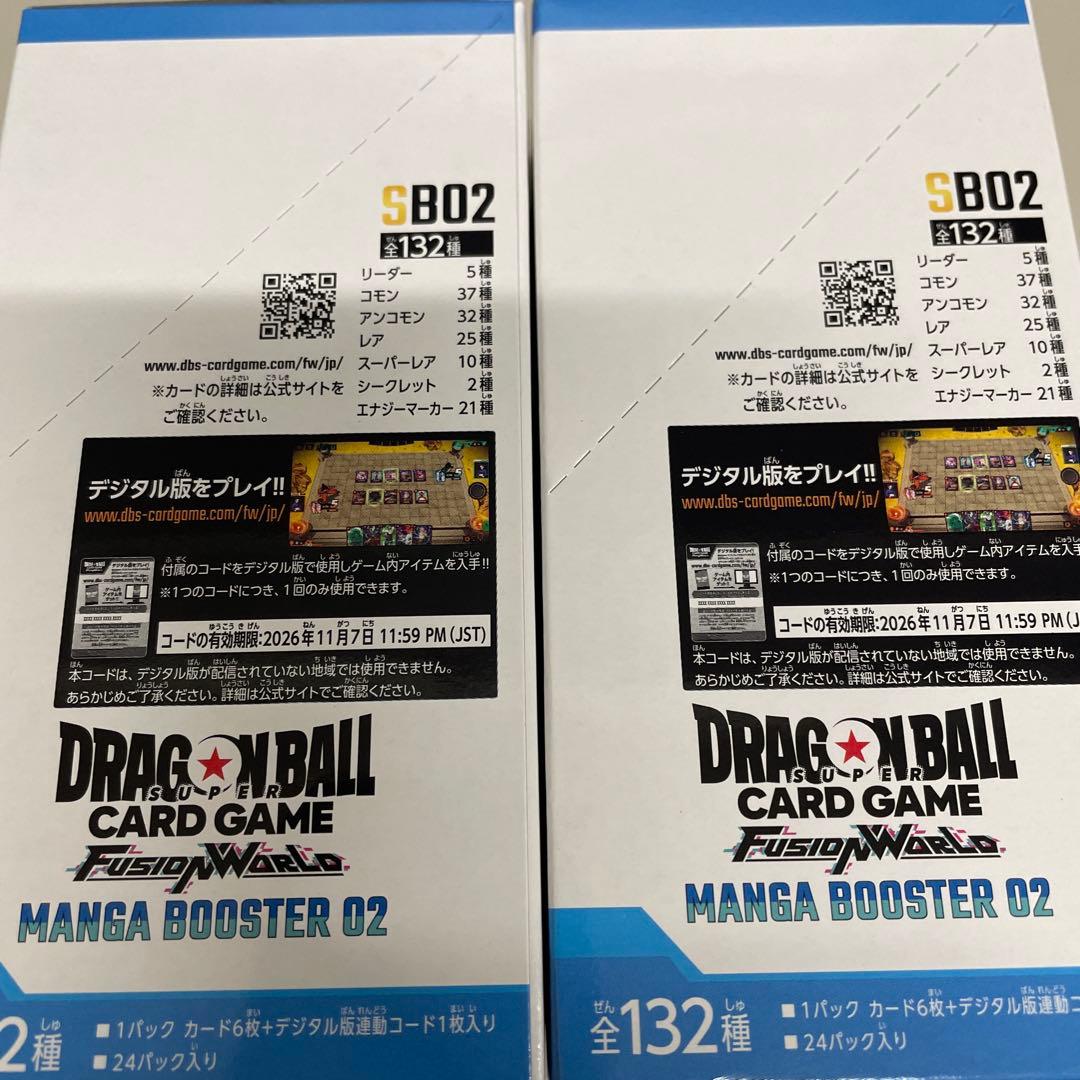 SB02
全132種
リーダー 5種
コモン 37種
アンコモン 32種
レア 25種
スーパーレア 10種
シークレット 2種
エナジーマーカー 21種
www.dbs-cardgame.com/fw/jp/
※カードの詳細は公式サイトを
ご確認ください。
デジタル版をプレイ!!
www.dbs-cardgame.com/fw/jp/
付属のコードをデジタル版で使用しゲーム内アイテムを入手!!
※1つのコードにつき、1回のみ使用できます。
コードの有効期限:2026年11月7日 11:59 PM(JST)
本コードは、デジタル版が配信されていない地域では使用できません。
あらかじめご了承ください。詳細は公式サイトでご確認ください。
DRAGON BALL
SUPER
CARD GAME
FUSION WORLD
MANGA BOOSTER 02
2種
■1パック カード6枚+デジタル版連動コード1枚入り
■24パック入り
SB02
全132種
リーダー 5種
コモン 37種
アンコモン 32種
レア 25種
スーパーレア 10種
シークレット 2種
エナジーマーカー 21種
www.dbs-cardgame.com/fw/jp/
※カードの詳細は公式サイトを
ご確認ください。
デジタル版をプレイ!!
www.dbs-cardgame.com/fw/jp/
付属のコードをデジタル版で使用しゲーム内アイテムを入手
※1つのコードにつき、1回のみ使用できます。
コードの有効期限:2026年11月7日 11:59 PM(J
本コードは、デジタル版が配信されていない地域では使用できません。
あらかじめご了承ください。詳細は公式サイトでご確認ください。
DRAGON BALL
SUPER
CARD GAME
FUSION WORLD
MANGA BOOSTER 02
全132種
■1パック カード6枚+デジタル版連動コ
■24パック入り